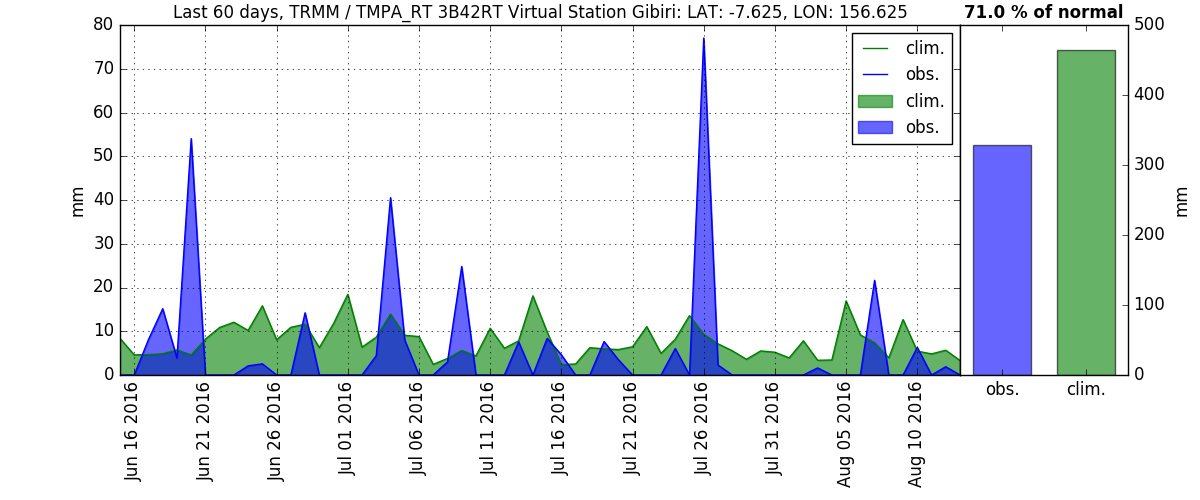 Last 60 days, TRMM / TMPA_RT 3B42RT Virtual Station Gibiri: LAT: -7.625, LON: 156.625
71.0 % of normal
80
70
60
50
40
30
20
10
0
mm
clim.
obs.
clim.
obs.
Jun 16 2016
Jun 21 2016
Jun 26 2016
Jul 01 2016
Jul 06 2016
Jul 11 2016
Jul 16 2016
Jul 21 2016
Jul 26 2016
Jul 31 2016
Aug 05 2016
Aug 10 2016
500
400
300
200
100
0
mm
obs.
clim.